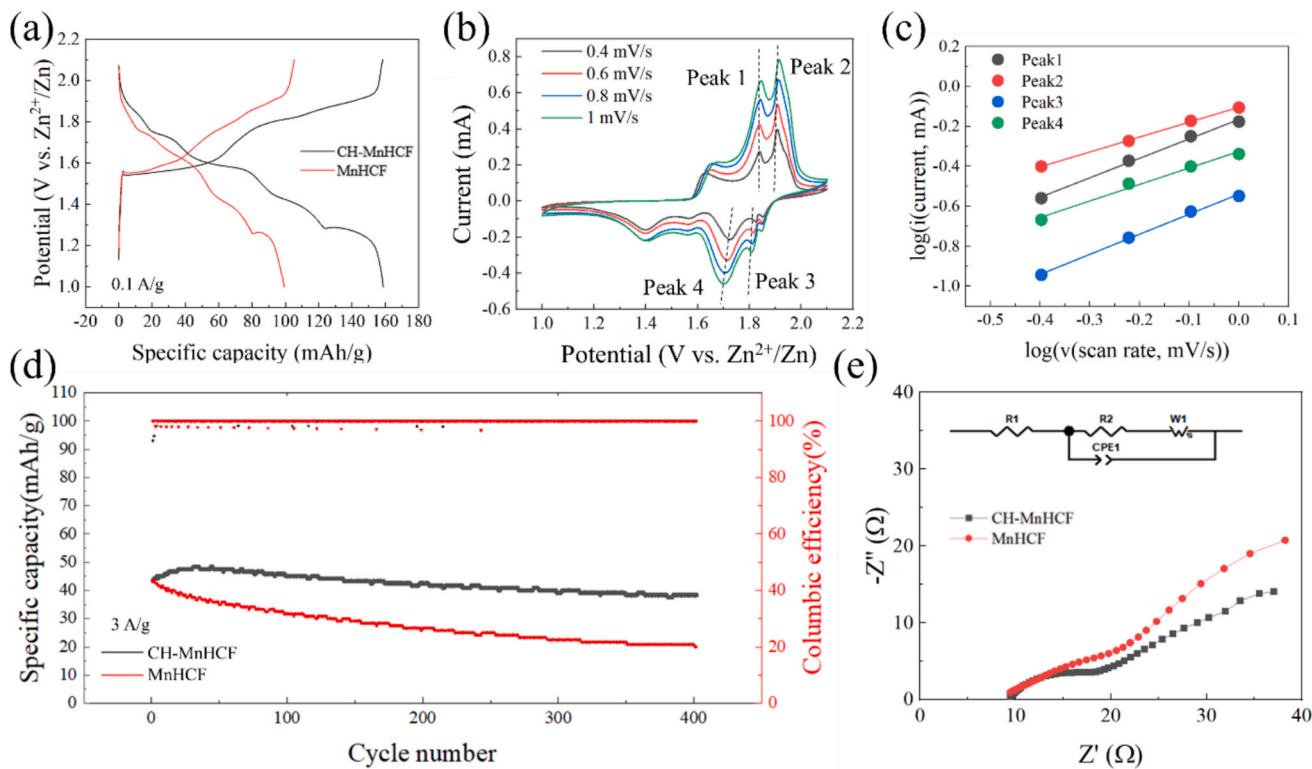 (a)
Potential (V vs. Zn²⁺/Zn)
2.2
2.0
1.8
1.6
1.4
1.2
1.0
CH-MnHCF
MnHCF
0.1 A/g
-20 0 20 40 60 80 100 120 140 160 180
Specific capacity (mAh/g)
(b)
Current (mA)
0.8
0.6
0.4
0.2
0.0
-0.2
-0.4
0.6
0.4 mV/s
0.6 mV/s
0.8 mV/s
1 mV/s
Peak 1
Peak 2
Peak 4
Peak 3
1.0 1.2 1.4 1.6 1.8 2.0 2.2
Potential (V vs. Zn²⁺/Zn)
(c)
log(i(current, mA))
0.2
0.0
-0.2
-0.4
-0.6
-0.8
-1.0
Peak1
Peak2
Peak3
Peak4
-0.5 -0.4 -0.3 -0.2 -0.1 0.0
log(v(scan rate, mV/s))
(d)
Specific capacity(mAh/g)
110
100
90
80
70
60
50
40
30
20
10
0
3 A/g
CH-MnHCF
MnHCF
0 100 200 300 400
Cycle number
100
80
60
40
20
0
Columbic efficiency(%)
(e)
-Z" (Ω)
40
35
30
25
20
15
10
5
0
R1 R2 W1
s
CPE1
CH-MnHCF
MnHCF
0 10 20 30 40
Z' (Ω)